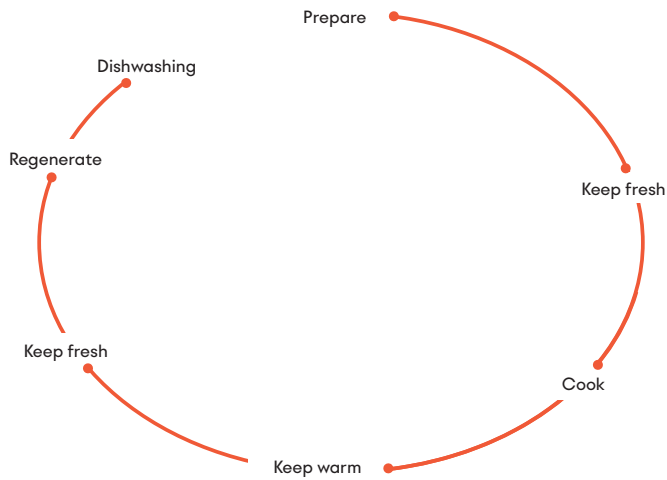 Prepare
Keep fresh
Cook
Keep warm
Keep fresh
Regenerate
Dishwashing